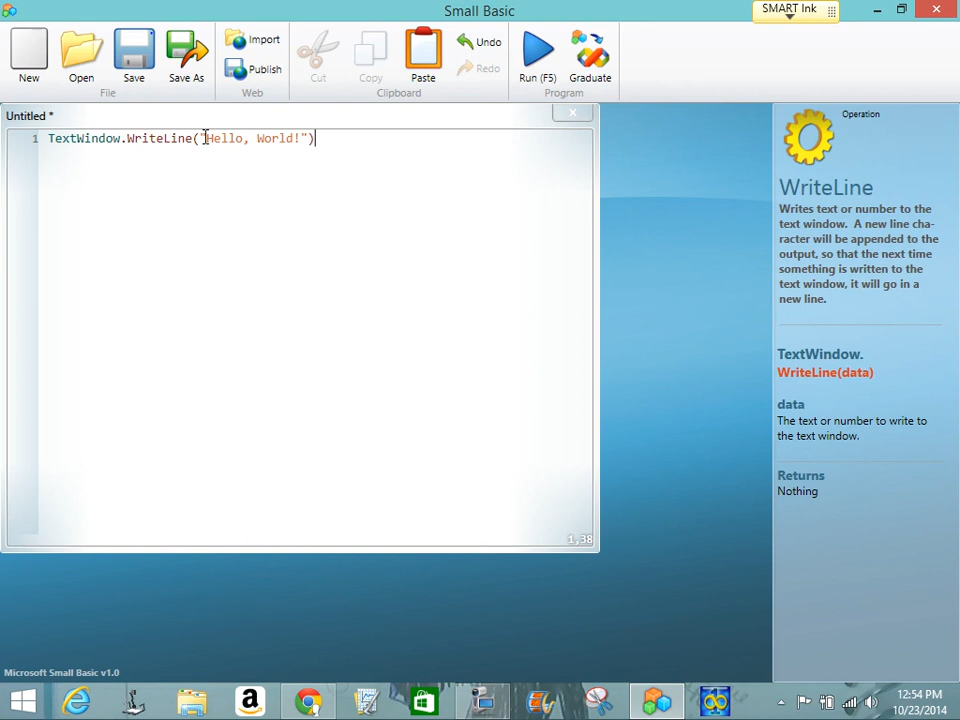 Small Basic
SMART Ink
New
Open
Save
Save As
Import
Publish
Cut
Copy
Paste
Undo
Redo
Run (F5)
Graduate
File
Web
Clipboard
Program
Untitled *
1 TextWindow.WriteLine("Hello, World!")
1,38
Operation
WriteLine
Writes text or number to the
text window. A new line cha-
racter will be appended to the
output, so that the next time
something is written to the
text window, it will go in a
new line.
TextWindow.
WriteLine(data)
data
The text or number to write to
the text window.
Returns
Nothing
Microsoft Small Basic v1.0
12:54 PM
10/23/2014